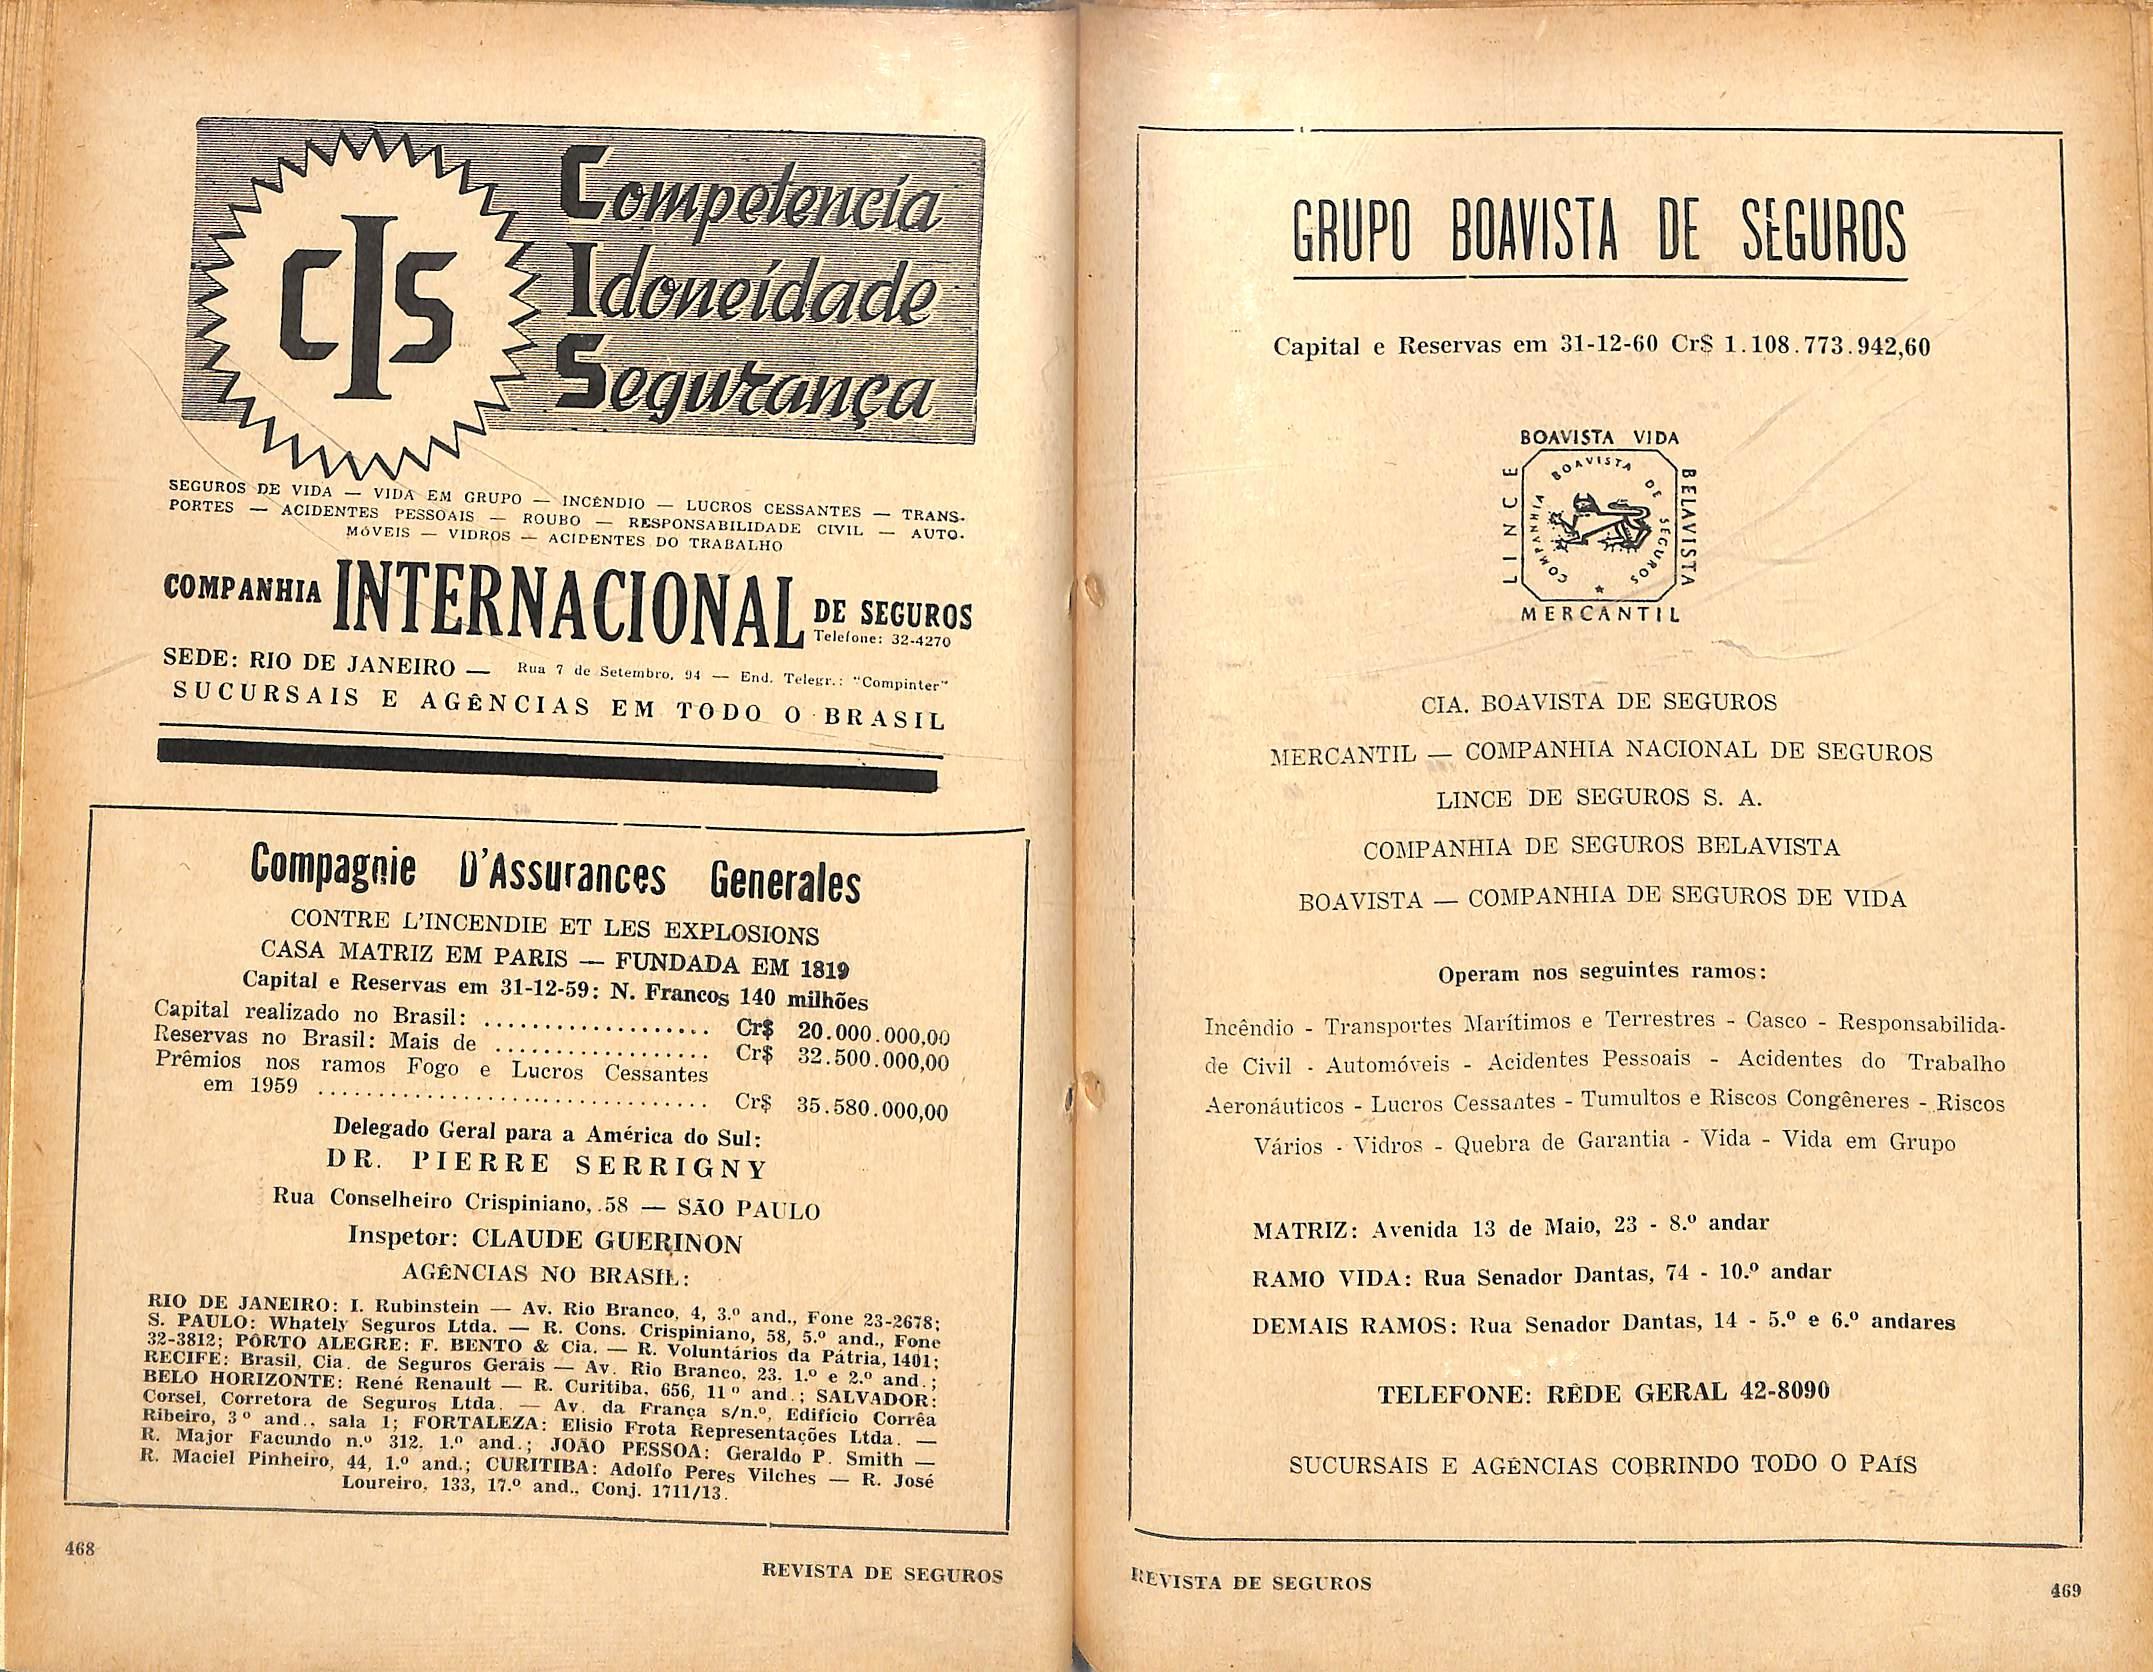 CIS
Competencia
Idoneidade
Segurança
SEGUROS DE VIDA — VIDA EM GRUPO — INCÊNDIO — LUCROS CESSANTES — TRANS-
PORTES — ACIDENTES PESSOAIS — ROUBO — RESPONSABILIDADE CIVIL — AUTO-
MÓVEIS — VIDROS — ACIDENTES DO TRABALHO
COMPANHIA INTERNACIONAL DE SEGUROS
Telefone: 32-4270
SEDE: RIO DE JANEIRO — Rua 7 de Setembro, 94 — End. Telegr.: "Compinter"
SUCURSAIS E AGÊNCIAS EM TODO O BRASIL
Compagnie D'Assurances Generales
CONTRE L'INCENDIE ET LES EXPLOSIONS
CASA MATRIZ EM PARIS — FUNDADA EM 1819
Capital e Reservas em 31-12-59: N. Francos 140 milhões
Capital realizado no Brasil: ................... Cr$ 20.000.000,00
Reservas no Brasil: Mais de .................. Cr$ 32.500.000,00
Prêmios nos ramos Fogo e Lucros Cessantes
em 1959 ................................. Cr$ 35.580.000,00
Delegado Geral para a América do Sul:
DR. PIERRE SERRIGNY
Rua Conselheiro Crispiniano, 58 — SÃO PAULO
Inspetor: CLAUDE GUERINON
AGÊNCIAS NO BRASIL:
RIO DE JANEIRO: I. Rubinstein — Av. Rio Branco, 4, 3.º and., Fone 23-2678;
S. PAULO: Whately Seguros Ltda. — R. Cons. Crispiniano, 58, 5.º and., Fone
32-3812; PÔRTO ALEGRE: F. BENTO & Cia. — R. Voluntários da Pátria, 1401;
RECIFE: Brasil, Cia. de Seguros Gerais — Av. Rio Branco, 23, 1.º e 2.º and.;
BELO HORIZONTE: René Renault — R. Curitiba, 656, 11º and.; SALVADOR:
Corsel, Corretora de Seguros Ltda. — Av. da França s/n.º, Edifício Corrêa
Ribeiro, 3º and., sala 1; FORTALEZA: Elisio Frota Representações Ltda. —
R. Major Facundo n.º 312, 1.º and.; JOÃO PESSOA: Geraldo P. Smith —
R. Maciel Pinheiro, 44, 1.º and.; CURITIBA: Adolfo Peres Vilches — R. José
Loureiro, 133, 17.º and., Conj. 1711/13.
468
REVISTA DE SEGUROS
GRUPO BOAVISTA DE SEGUROS
Capital e Reservas em 31-12-60 Cr$ 1.108.773.942,60
BOAVISTA VIDA
LINCE
COMPANHIA BOAVISTA DE SEGUROS
BELAVISTA
MERCANTIL
CIA. BOAVISTA DE SEGUROS
MERCANTIL — COMPANHIA NACIONAL DE SEGUROS
LINCE DE SEGUROS S. A.
COMPANHIA DE SEGUROS BELAVISTA
BOAVISTA — COMPANHIA DE SEGUROS DE VIDA
Operam nos seguintes ramos:
Incêndio - Transportes Marítimos e Terrestres - Casco - Responsabilida-
de Civil - Automóveis - Acidentes Pessoais - Acidentes do Trabalho
Aeronáuticos - Lucros Cessantes - Tumultos e Riscos Congêneres - Riscos
Vários - Vidros - Quebra de Garantia - Vida - Vida em Grupo
MATRIZ: Avenida 13 de Maio, 23 - 8.º andar
RAMO VIDA: Rua Senador Dantas, 74 - 10.º andar
DEMAIS RAMOS: Rua Senador Dantas, 14 - 5.º e 6.º andares
TELEFONE: RÊDE GERAL 42-8090
SUCURSAIS E AGÊNCIAS COBRINDO TODO O PAÍS
REVISTA DE SEGUROS
469